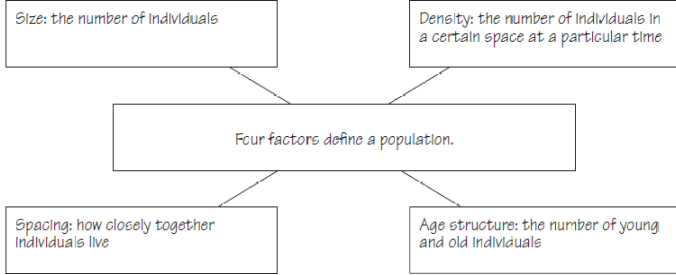 Size: the number of individuals
Density: the number of individuals in
a certain space at a particular time
Four factors define a population.
Spacing: how closely together
individuals live
Age structure: the number of young
and old individuals